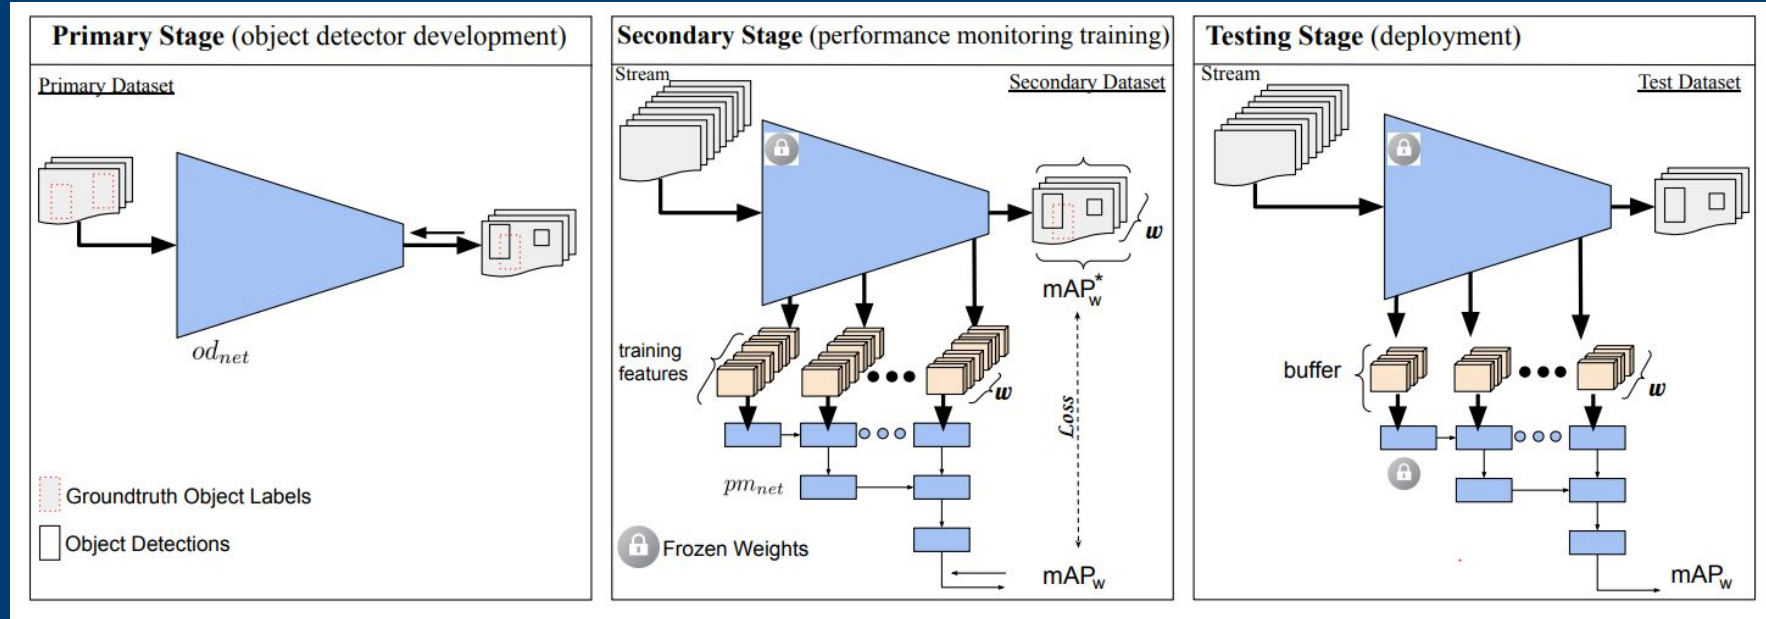 Primary Stage (object detector development)
Primary Dataset
od_net
Groundtruth Object Labels
Object Detections
Secondary Stage (performance monitoring training)
Stream
Secondary Dataset
w
mAP*_w
training
features
w
Loss
pm_net
Frozen Weights
mAP_w
Testing Stage (deployment)
Stream
Test Dataset
buffer
w
mAP_w